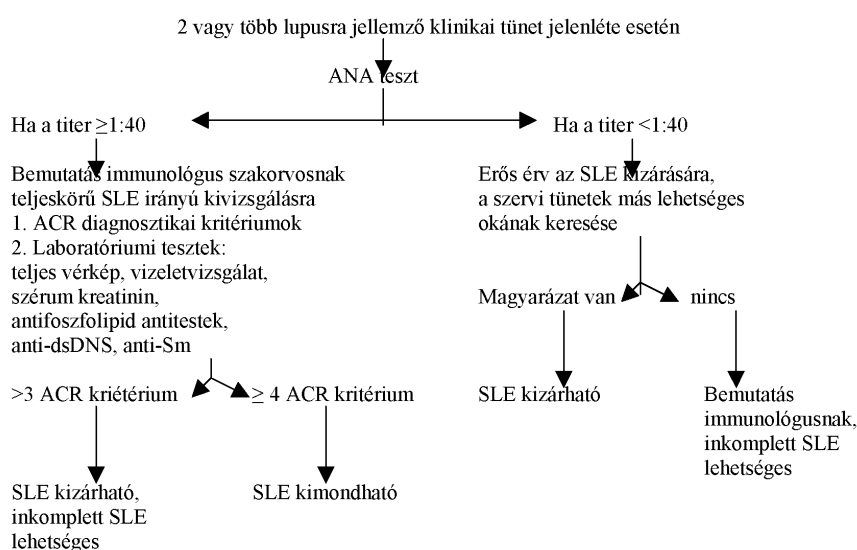 2 vagy több lupusra jellemző klinikai tünet jelenléte esetén
ANA teszt
Ha a titer ≥1:40
Ha a titer <1:40
Bemutatás immunológus szakorvosnak
teljeskörű SLE irányú kivizsgálásra
1. ACR diagnosztikai kritériumok
2. Laboratóriumi tesztek:
teljes vérkép, vizeletvizsgálat,
szérum kreatinin,
antifoszfolipid antitestek,
anti-dsDNS, anti-Sm
Erős érv az SLE kizárására,
a szervi tünetek más lehetséges
okának keresése
Magyarázat van
nincs
>3 ACR kriétérium
≥ 4 ACR kritérium
SLE kizárható
Bemutatás
immunológusnak,
inkomplett SLE
lehetséges
SLE kizárható,
inkomplett SLE
lehetséges
SLE kimondható